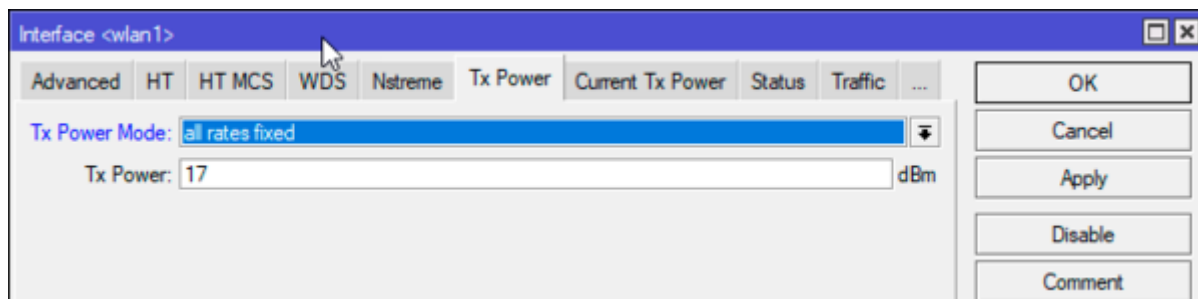 Interface <wlan1>
Advanced HT HT MCS WDS Nstreme Tx Power Current Tx Power Status Traffic ...
Tx Power Mode: all rates fixed
Tx Power: 17 dBm
OK
Cancel
Apply
Disable
Comment